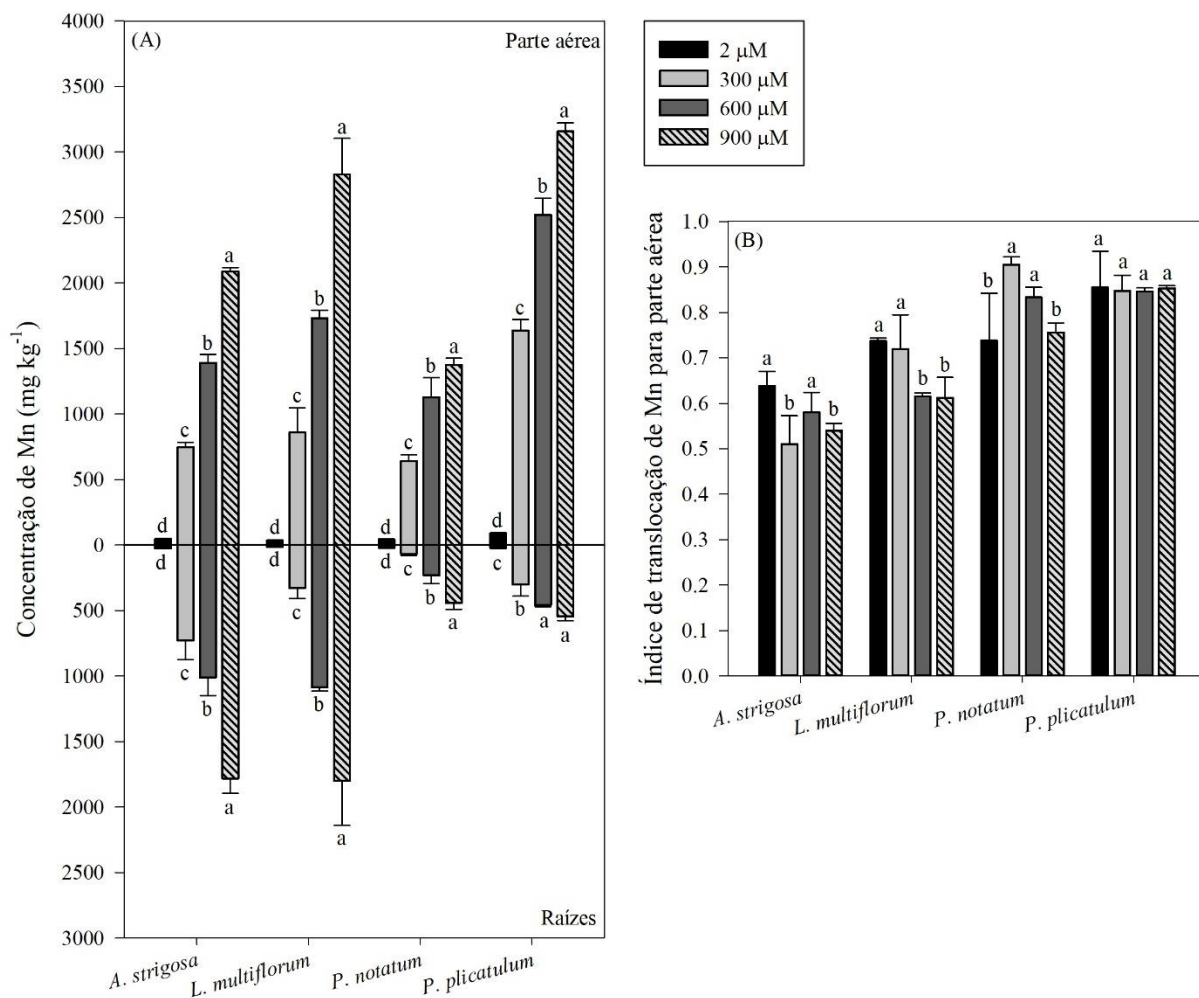 (A)
Parte aérea
Concentração de Mn (mg kg⁻¹)
4000
3500
3000
2500
2000
1500
1000
500
0
500
1000
1500
2000
2500
3000
d c b a
d c b a
d c b a
d c b a
d c b a
d c b a
d c b a
c b a a
Raízes
A. strigosa
L. multiflorum
P. notatum
P. plicatulum
2 µM
300 µM
600 µM
900 µM
(B)
Índice de translocação de Mn para parte aérea
1.0
0.9
0.8
0.7
0.6
0.5
0.4
0.3
0.2
0.1
0.0
a b a b
a a b b
b a a b
a a a a
A. strigosa
L. multiflorum
P. notatum
P. plicatulum